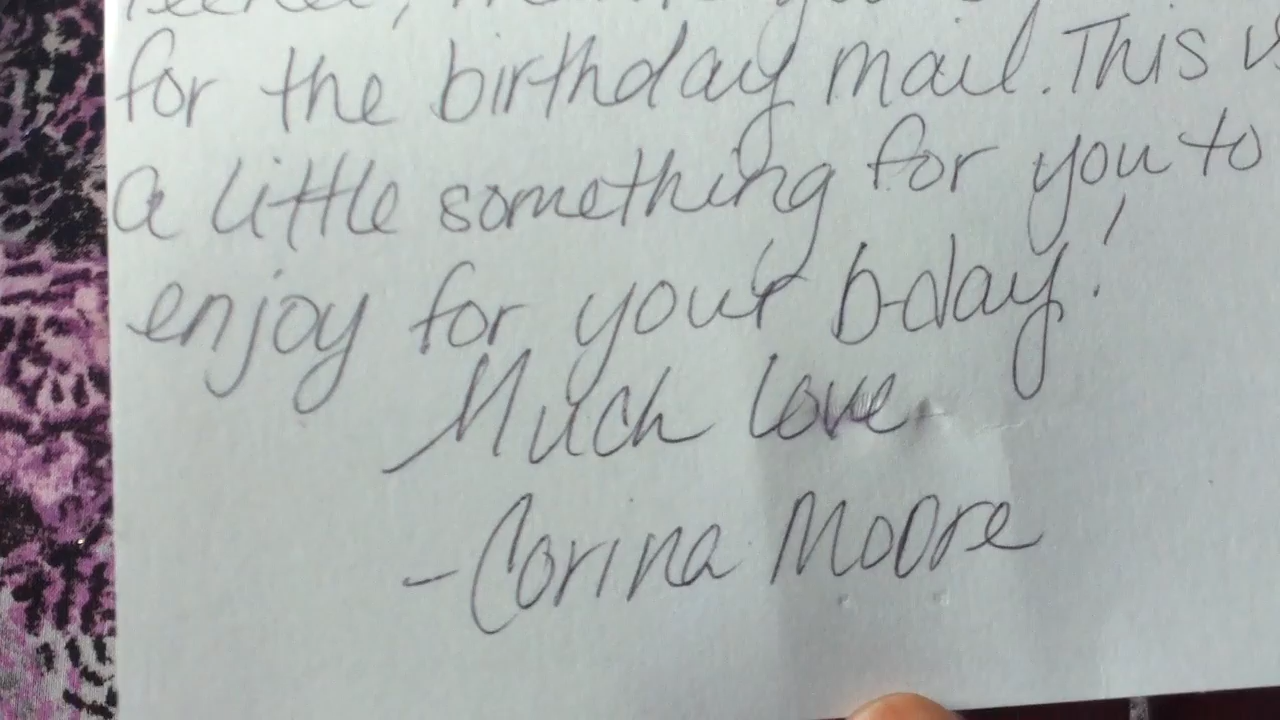 for the birthday mail. This is
a little something for you to
enjoy for your b-day!
Much love.
-Corina Moore